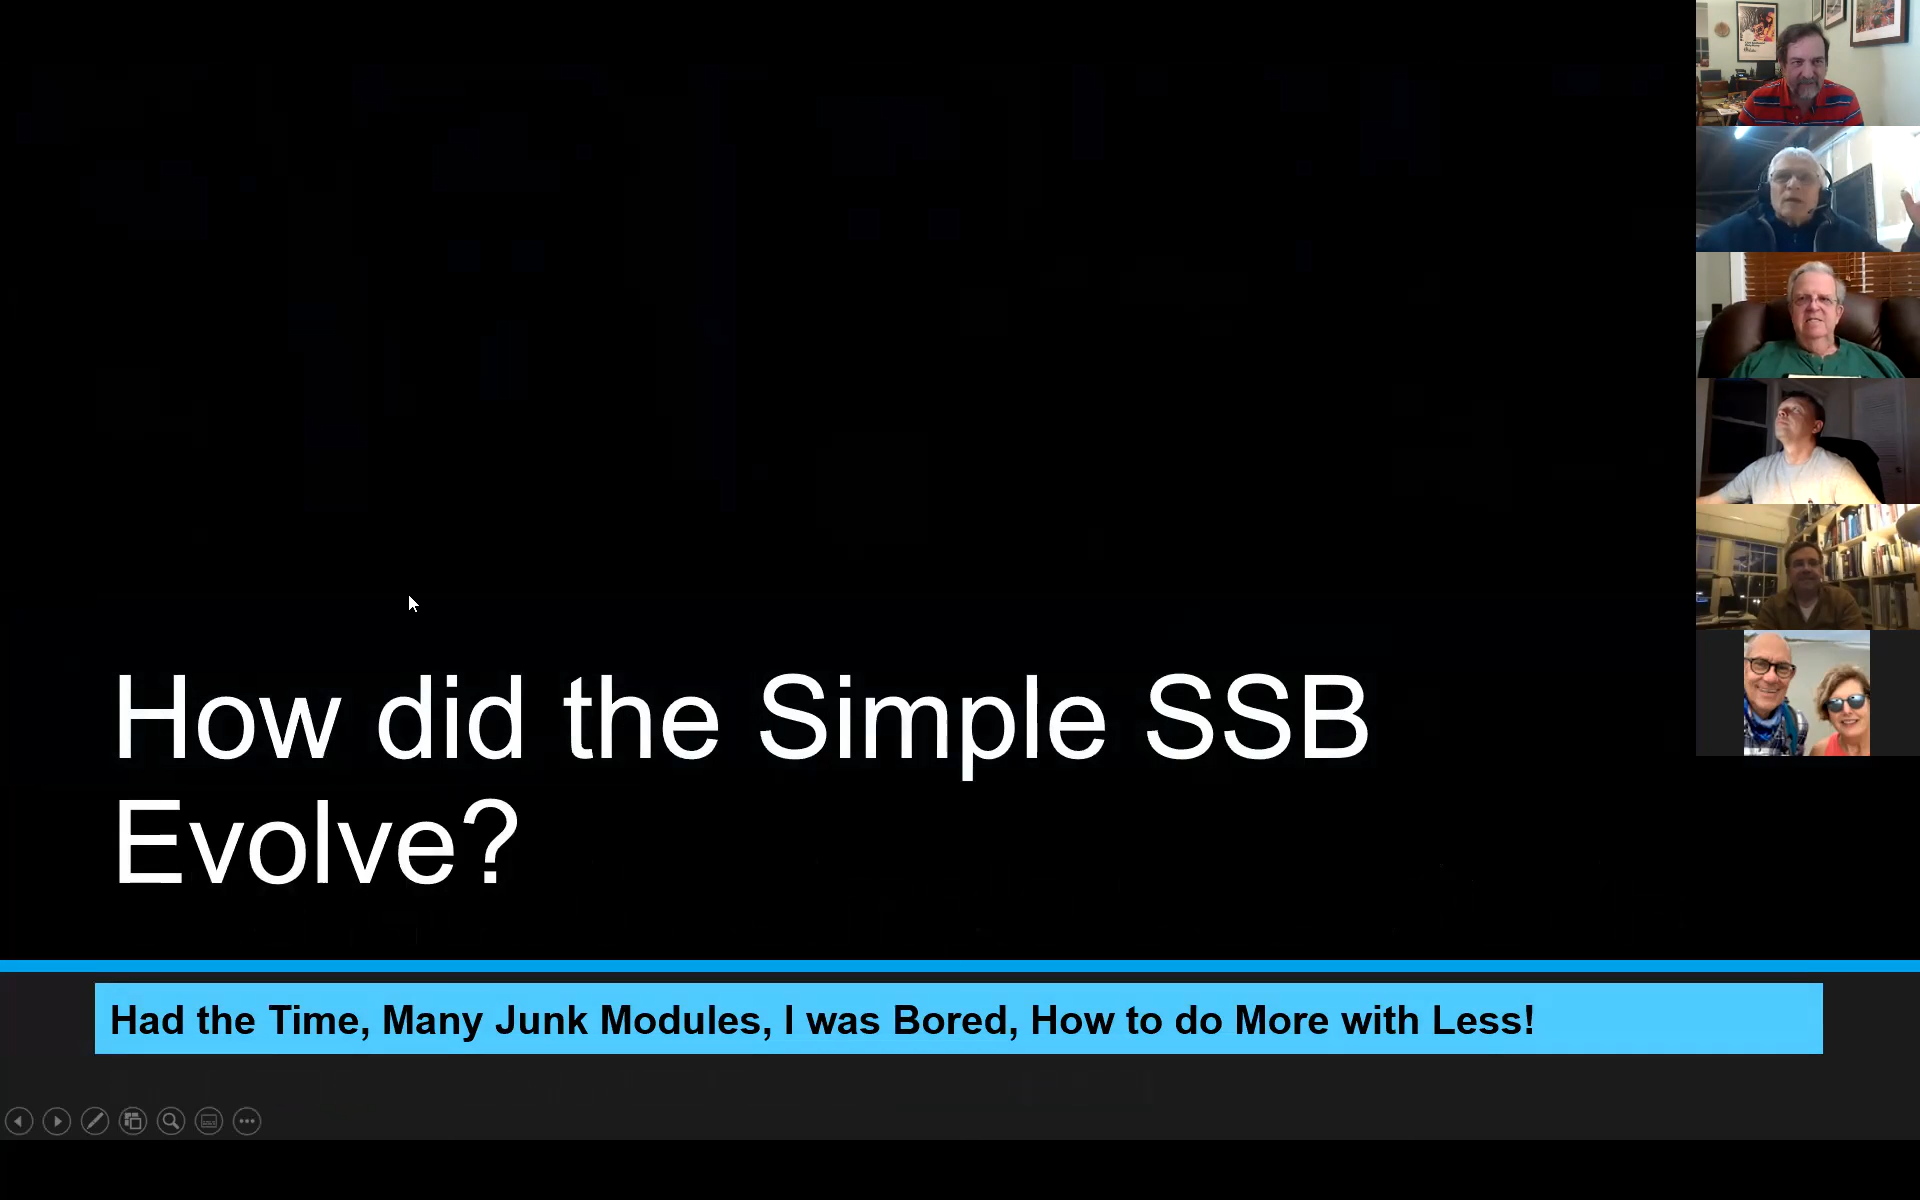 How did the Simple SSB
Evolve?
Had the Time, Many Junk Modules, I was Bored, How to do More with Less!